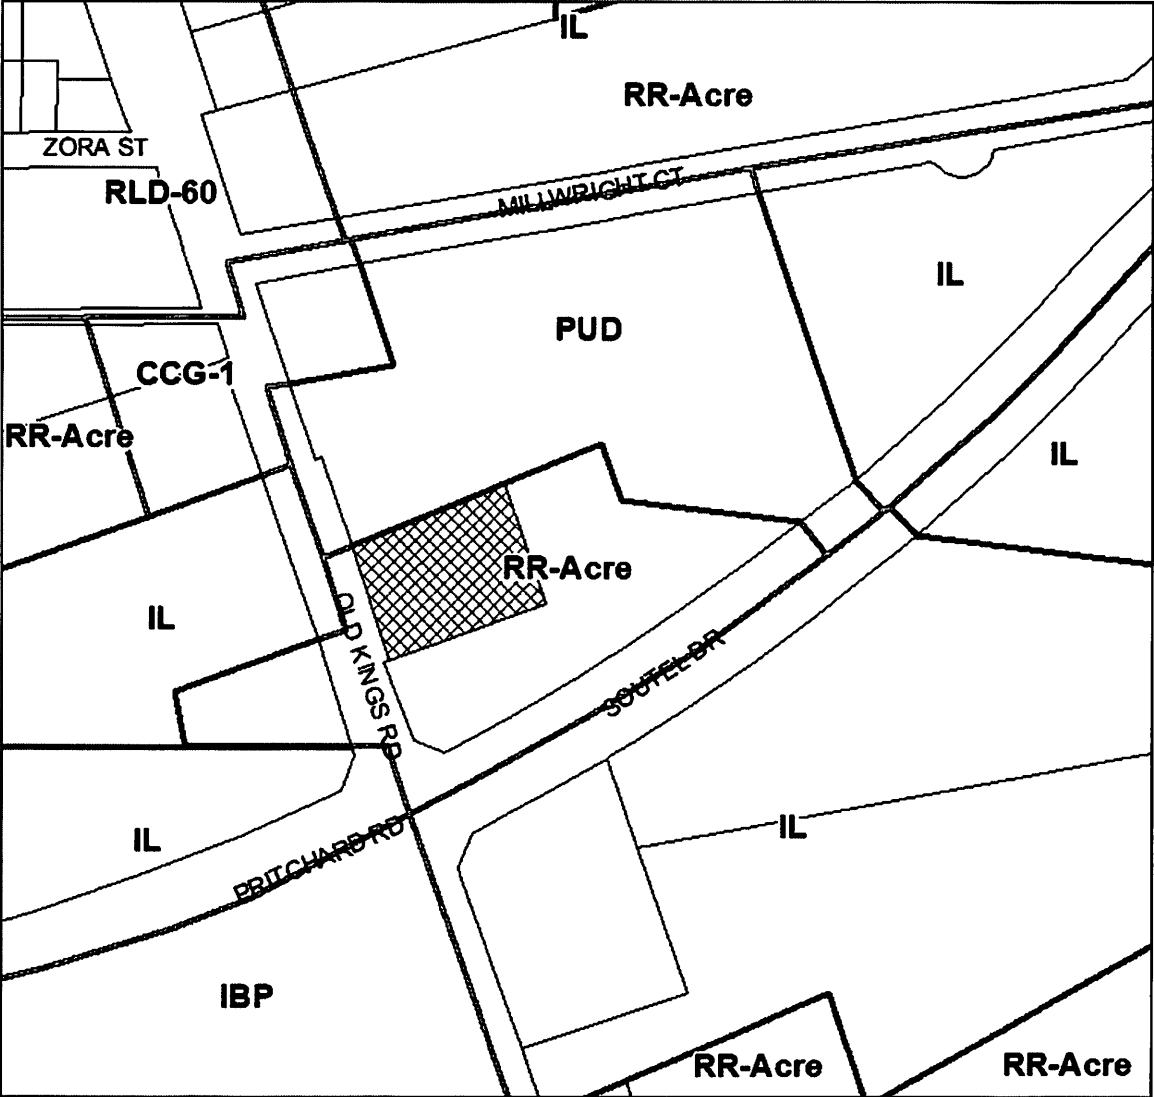 IL
RR-Acre
ZORA ST
RLD-60
MILLWRIGHT CT
IL
PUD
CCG-1
RR-Acre
IL
RR-Acre
IL
OLD KINGS RD
SOUTEL DR
IL
IL
PRITCHARD RD
IBP
RR-Acre
RR-Acre